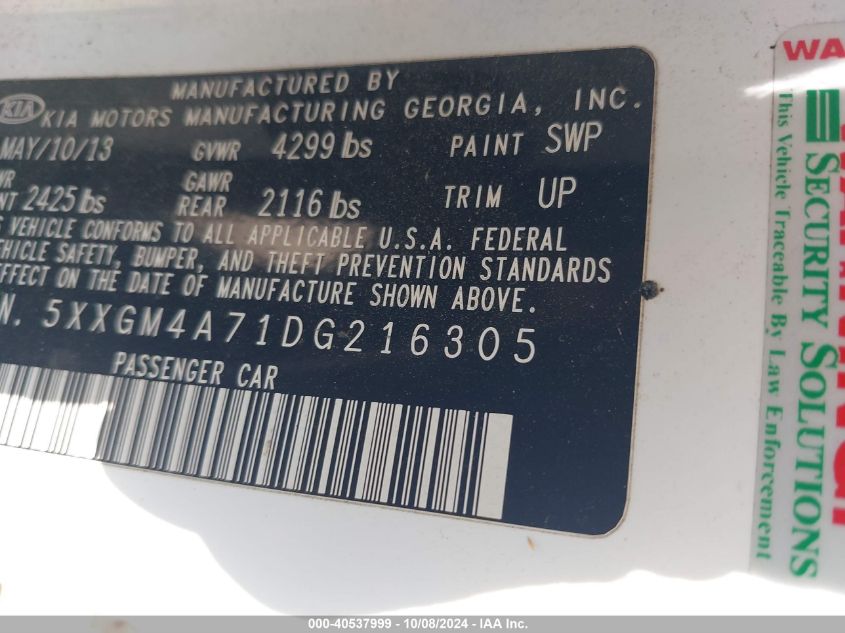 MANUFACTURED BY
KIA KIA MOTORS MANUFACTURING GEORGIA, INC.
MAY/10/13 GVWR 4299 lbs PAINT SWP
GAWR
2425 lbs REAR 2116 lbs TRIM UP
VEHICLE CONFORMS TO ALL APPLICABLE U.S.A. FEDERAL
VEHICLE SAFETY, BUMPER, AND THEFT PREVENTION STANDARDS
EFFECT ON THE DATE OF MANUFACTURE SHOWN ABOVE.
N. 5XXGM4A71DG216305
PASSENGER CAR
WA
This Vehicle Traceable By Law Enforcement
SECURITY SOLUTIONS
000-40537999 - 10/08/2024 - IAA Inc.